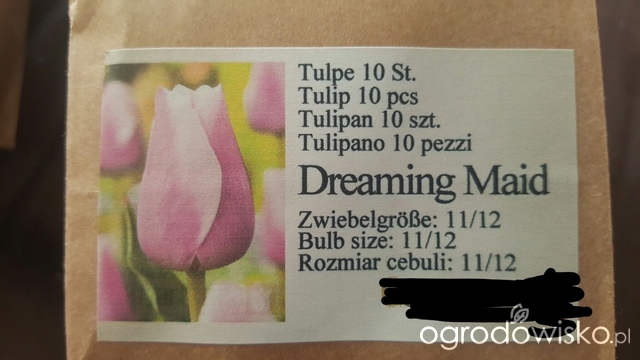 Tulpe 10 St.
Tulip 10 pcs
Tulipan 10 szt.
Tulipano 10 pezzi
Dreaming Maid
Zwiebelgröße: 11/12
Bulb size: 11/12
Rozmiar cebuli: 11/12
ogrodowisko.pl